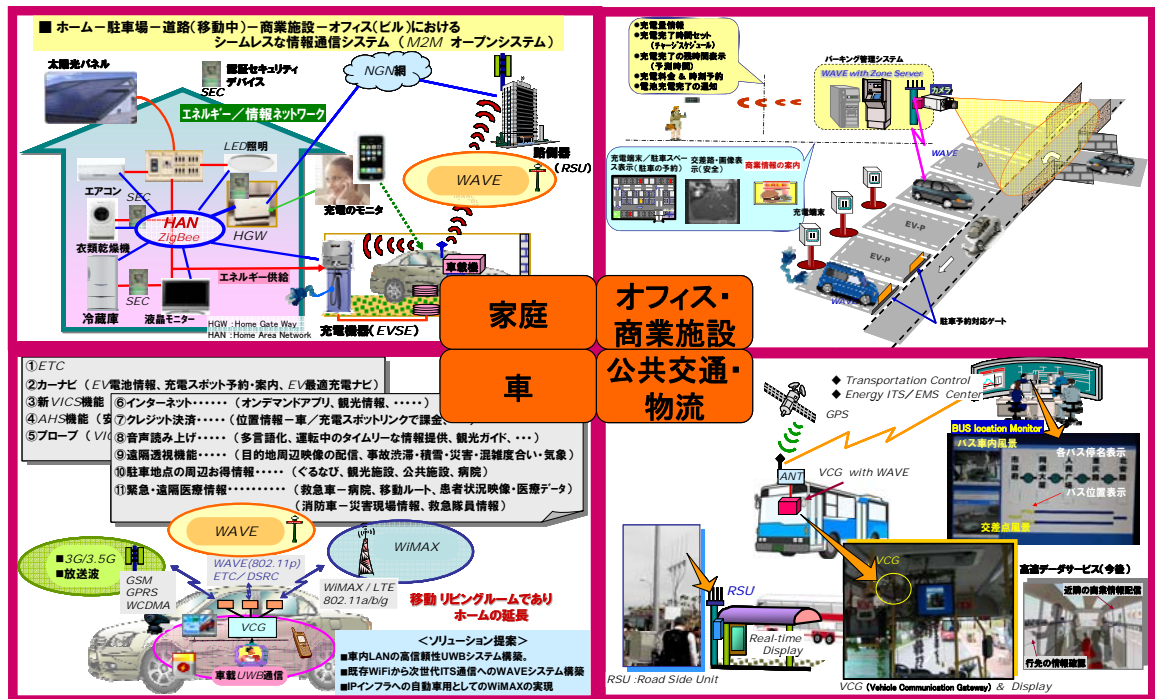 ■ ホーム－駐車場－道路(移動中)－商業施設－オフィス(ビル)における
シームレスな情報通信システム (M2M オープンシステム)
太陽光パネル
認証セキュリティ
デバイス
SEC
NGN網
エネルギー／情報ネットワーク
LED照明
エアコン
SEC
衣類乾燥機
HAN
ZigBee
HGW
充電のモニタ
WAVE
路側器
(RSU)
車載機
エネルギー供給
SEC
冷蔵庫
液晶モニター
HGW :Home Gate Way
HAN :Home Area Network
充電機器(EVSE)
家庭
●充電量情報
●充電完了時間セット
(チャージスケジュール)
●充電完了の残時間表示
(予測時間)
●充電料金 & 時刻予約
●電池充電完了の通知
パーキング管理システム
WAVE with Zone Server
カメラ
充電端末／駐車スペー
ス表示(駐車の予約)
交差路・画像表
示(安全)
商業情報の案内
WAVE
P
P
充電端末
EV-P
EV-P
WAVE
駐車予約対応ゲート
オフィス・
商業施設
①ETC
②カーナビ (EV電池情報、充電スポット予約・案内、EV最適充電ナビ)
③新VICS機能
④AHS機能 (安
⑤プローブ (VIC
⑥インターネット・・・・・・ (オンデマンドアプリ、観光情報、・・・・・)
⑦クレジット決済・・・・・ (位置情報－車／充電スポットリンクで課金、
⑧音声読み上げ・・・・・ (多言語化、運転中のタイムリーな情報提供、観光ガイド、・・・)
⑨遠隔透視機能・・・・・ (目的地周辺映像の配信、事故渋滞・積雪・災害・混雑度合い・気象)
⑩駐車地点の周辺お得情報・・・・・ (ぐるなび、観光施設、公共施設、病院)
⑪緊急・遠隔医療情報・・・・・・・・・・ (救急車－病院、移動ルート、患者状況映像・医療データ)
(消防車－災害現場情報、救急隊員情報)
車
WAVE
■3G/3.5G
■放送波
WiMAX
GSM
GPRS
WCDMA
WAVE(802.11p)
ETC／DSRC
WiMAX / LTE
802.11a/b/g
VCG
車載UWB通信
移動 リビングルームであり
ホームの延長
＜ソリューション提案＞
■車内LANの高信頼性UWBシステム構築。
■既存WiFiから次世代ITS通信へのWAVEシステム構築
■IPインフラへの自動車用としてのWiMAXの実現
公共交通・
物流
GPS
◆ Transportation Control
◆ Energy ITS/EMS Center
BUS location Monitor
バス車内風景
各バス停名表示
バス位置表示
交差点風景
ANT
VCG with WAVE
VCG
高速データサービス(今後)
近隣の商業情報配信
行先の情報確認
RSU
Real-time
Display
RSU :Road Side Unit
VCG (Vehicle Communication Gateway) & Display